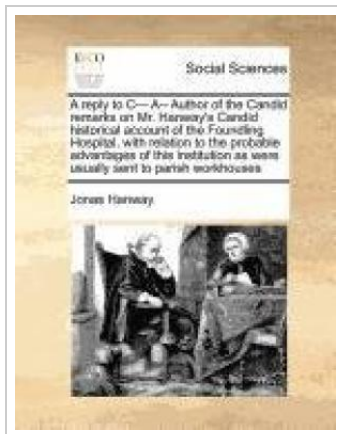 ECCO
Social Sciences
A reply to C--- A-- Author of the Candid
remarks on Mr. Hanway's Candid
historical account of the Foundling
Hospital, with relation to the probable
advantages of this institution as were
usually sent to parish workhouses
Jonas Hanway